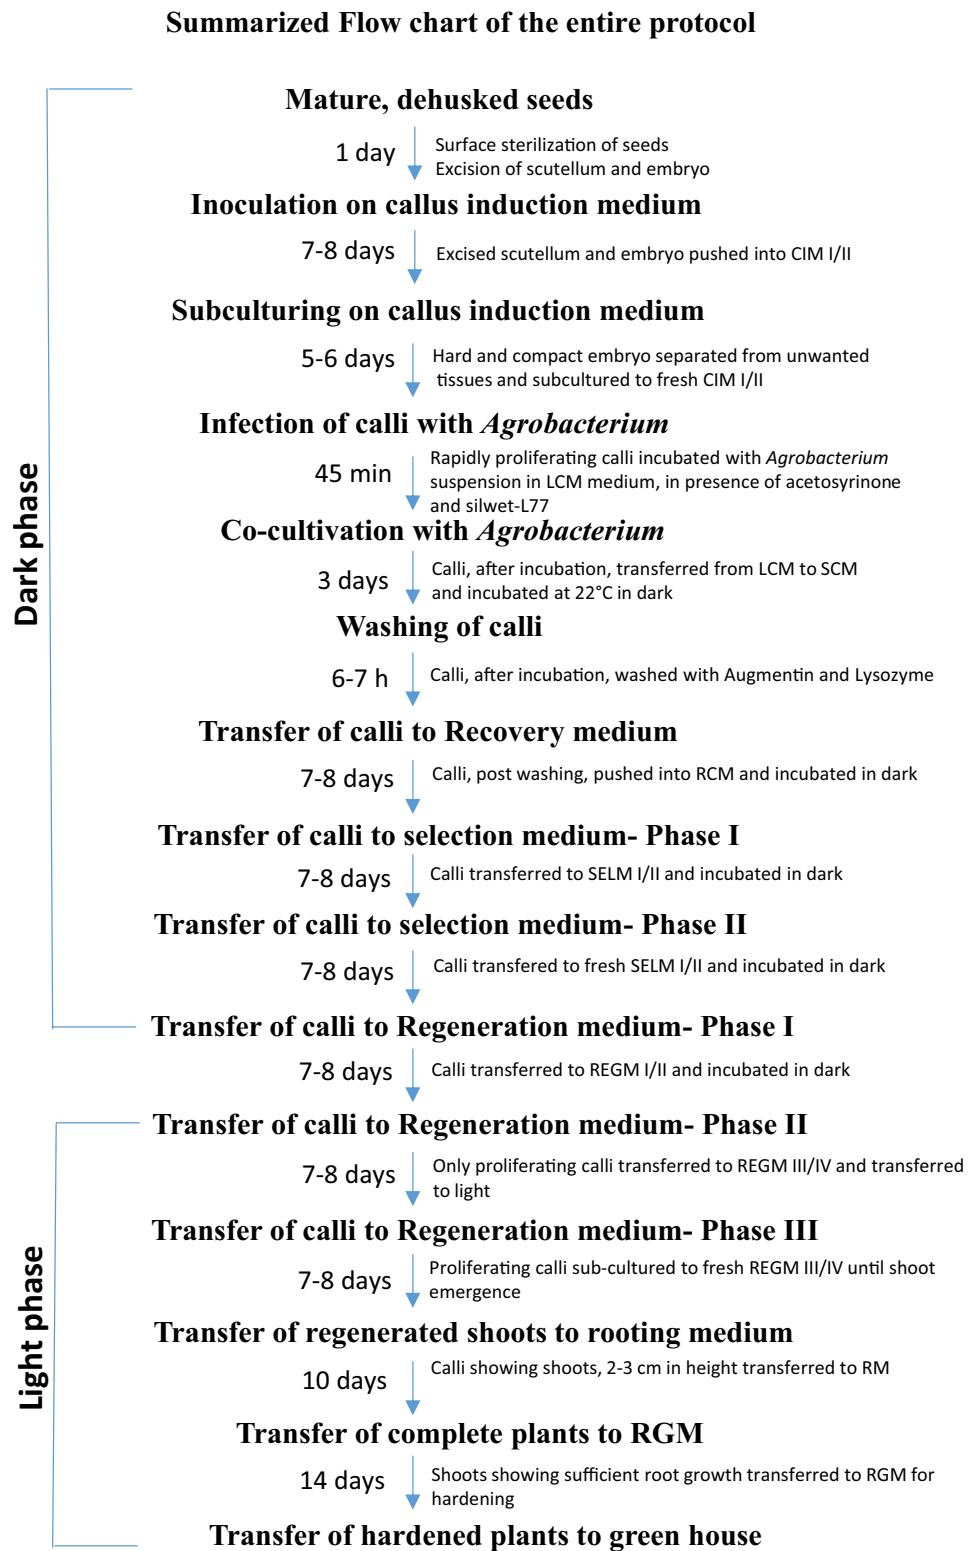 Summarized Flow chart of the entire protocol
Dark phase
Mature, dehusked seeds
1 day
Surface sterilization of seeds
Excision of scutellum and embryo
Inoculation on callus induction medium
7-8 days
Excised scutellum and embryo pushed into CIM I/II
Subculturing on callus induction medium
5-6 days
Hard and compact embryo separated from unwanted
tissues and subcultured to fresh CIM I/II
Infection of calli with Agrobacterium
45 min
Rapidly proliferating calli incubated with Agrobacterium
suspension in LCM medium, in presence of acetosyrinone
and silwet-L77
Co-cultivation with Agrobacterium
3 days
Calli, after incubation, transferred from LCM to SCM
and incubated at 22°C in dark
Washing of calli
6-7 h
Calli, after incubation, washed with Augmentin and Lysozyme
Transfer of calli to Recovery medium
7-8 days
Calli, post washing, pushed into RCM and incubated in dark
Transfer of calli to selection medium- Phase I
7-8 days
Calli transferred to SELM I/II and incubated in dark
Transfer of calli to selection medium- Phase II
7-8 days
Calli transfered to fresh SELM I/II and incubated in dark
Transfer of calli to Regeneration medium- Phase I
7-8 days
Calli transferred to REGM I/II and incubated in dark
Light phase
Transfer of calli to Regeneration medium- Phase II
7-8 days
Only proliferating calli transferred to REGM III/IV and transferred
to light
Transfer of calli to Regeneration medium- Phase III
7-8 days
Proliferating calli sub-cultured to fresh REGM III/IV until shoot
emergence
Transfer of regenerated shoots to rooting medium
10 days
Calli showing shoots, 2-3 cm in height transferred to RM
Transfer of complete plants to RGM
14 days
Shoots showing sufficient root growth transferred to RGM for
hardening
Transfer of hardened plants to green house